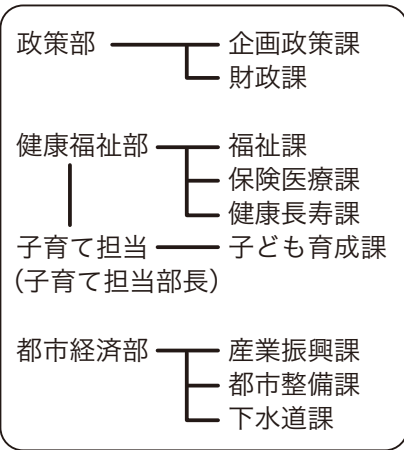 政策部 企画政策課
財政課
健康福祉部 福祉課
保険医療課
健康長寿課
子育て担当 子ども育成課
(子育て担当部長)
都市経済部 産業振興課
都市整備課
下水道課